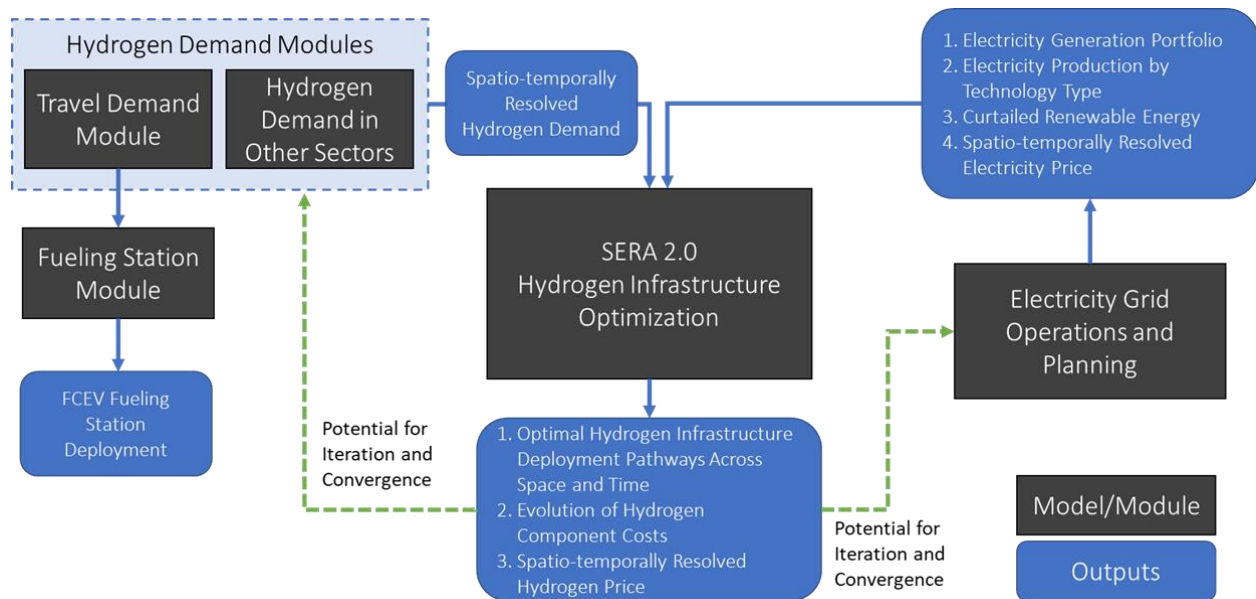 Hydrogen Demand Modules
Travel Demand
Module
Hydrogen
Demand in
Other Sectors
Spatio-temporally
Resolved
Hydrogen Demand
1. Electricity Generation Portfolio
2. Electricity Production by
Technology Type
3. Curtailed Renewable Energy
4. Spatio-temporally Resolved
Electricity Price
Fueling Station
Module
SERA 2.0
Hydrogen Infrastructure
Optimization
Electricity Grid
Operations and
Planning
FCEV Fueling
Station
Deployment
Potential for
Iteration and
Convergence
1. Optimal Hydrogen Infrastructure
Deployment Pathways Across
Space and Time
2. Evolution of Hydrogen
Component Costs
3. Spatio-temporally Resolved
Hydrogen Price
Potential for
Iteration and
Convergence
Model/Module
Outputs